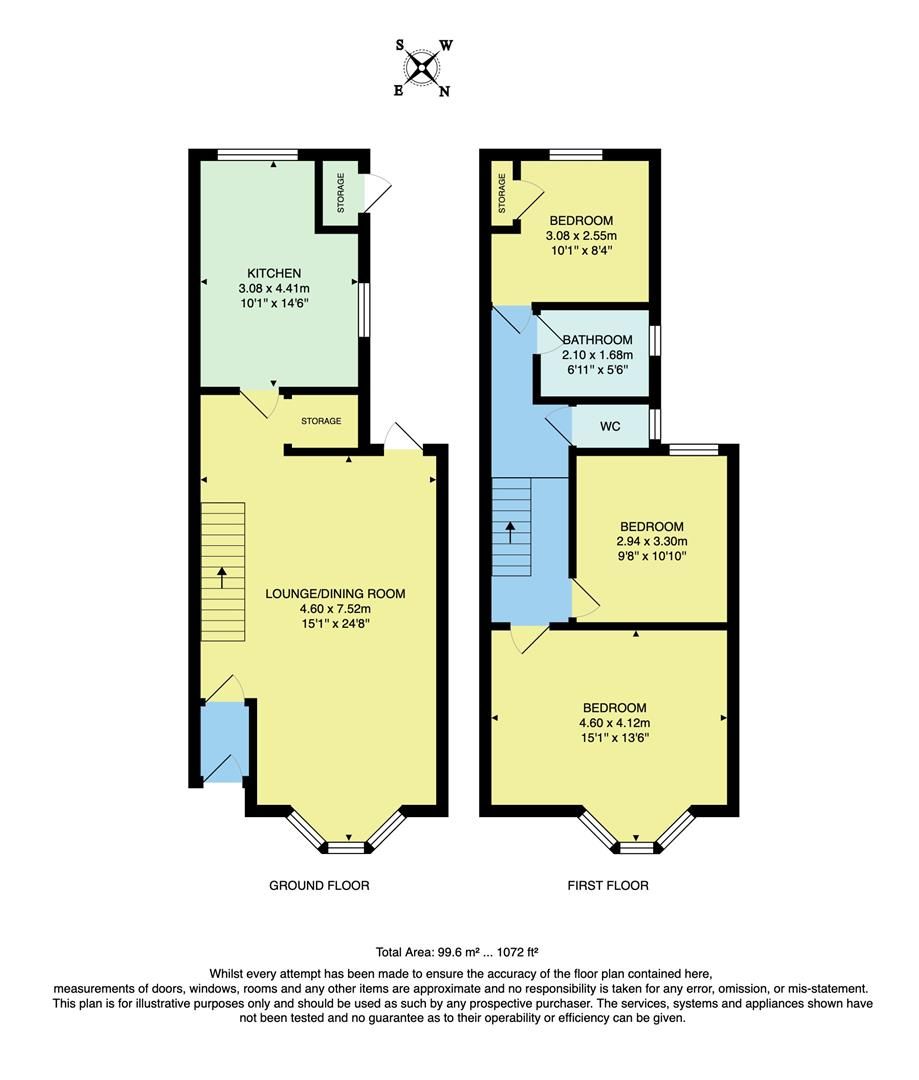 S W
E N
STORAGE
KITCHEN
3.08 x 4.41m
10'1" x 14'6"
STORAGE
LOUNGE/DINING ROOM
4.60 x 7.52m
15'1" x 24'8"
GROUND FLOOR
STORAGE
BEDROOM
3.08 x 2.55m
10'1" x 8'4"
BATHROOM
2.10 x 1.68m
6'11" x 5'6"
WC
BEDROOM
2.94 x 3.30m
9'8" x 10'10"
BEDROOM
4.60 x 4.12m
15'1" x 13'6"
FIRST FLOOR
Total Area: 99.6 m² ... 1072 ft²
Whilst every attempt has been made to ensure the accuracy of the floor plan contained here,
measurements of doors, windows, rooms and any other items are approximate and no responsibility is taken for any error, omission, or mis-statement.
This plan is for illustrative purposes only and should be used as such by any prospective purchaser. The services, systems and appliances shown have
not been tested and no guarantee as to their operability or efficiency can be given.